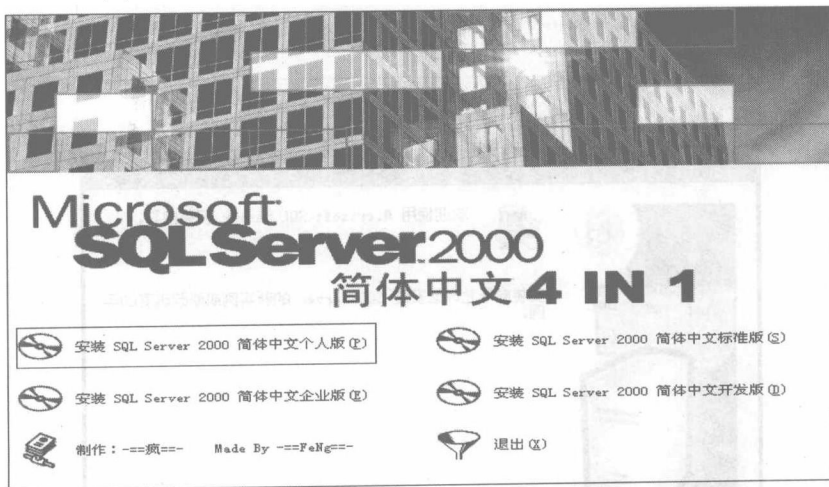 Microsoft
SQL Server 2000
简体中文 4 IN 1
安装 SQL Server 2000 简体中文个人版(P)
安装 SQL Server 2000 简体中文标准版(S)
安装 SQL Server 2000 简体中文企业版(E)
安装 SQL Server 2000 简体中文开发版(D)
制作：-==疯==- Made By -==FeNg==-
退出(X)